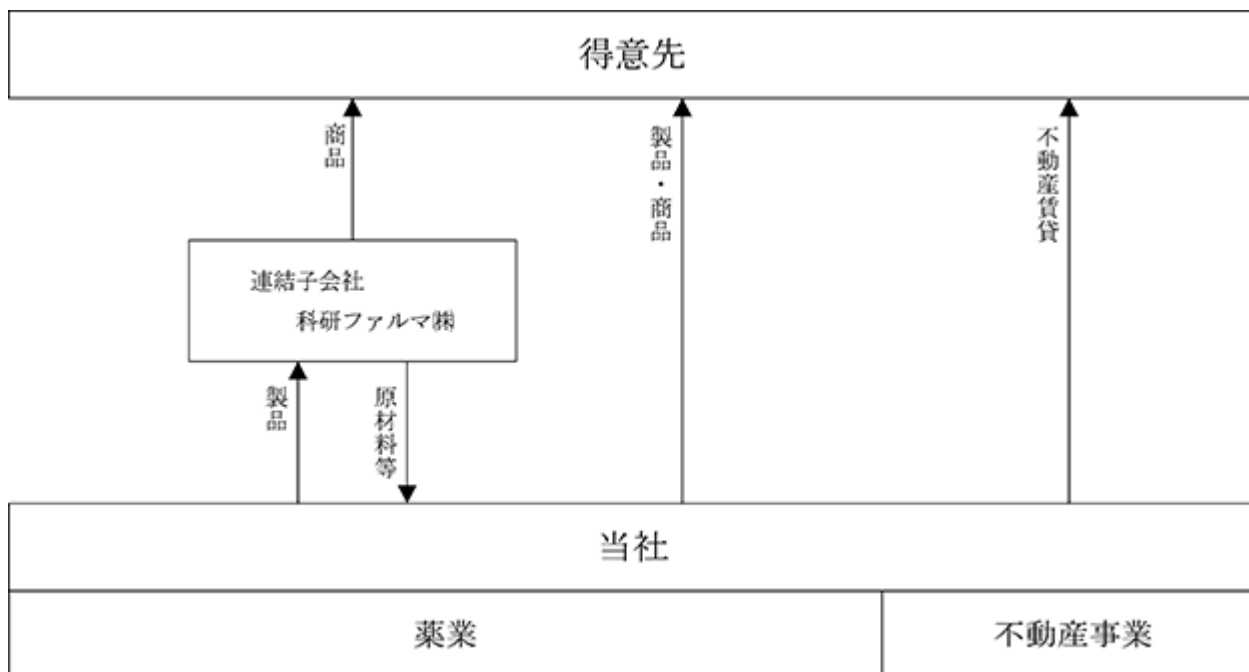 得意先
商品
製品・商品
不動産賃貸
連結子会社
科研ファルマ㈱
製品
原材料等
当社
薬業
不動産事業